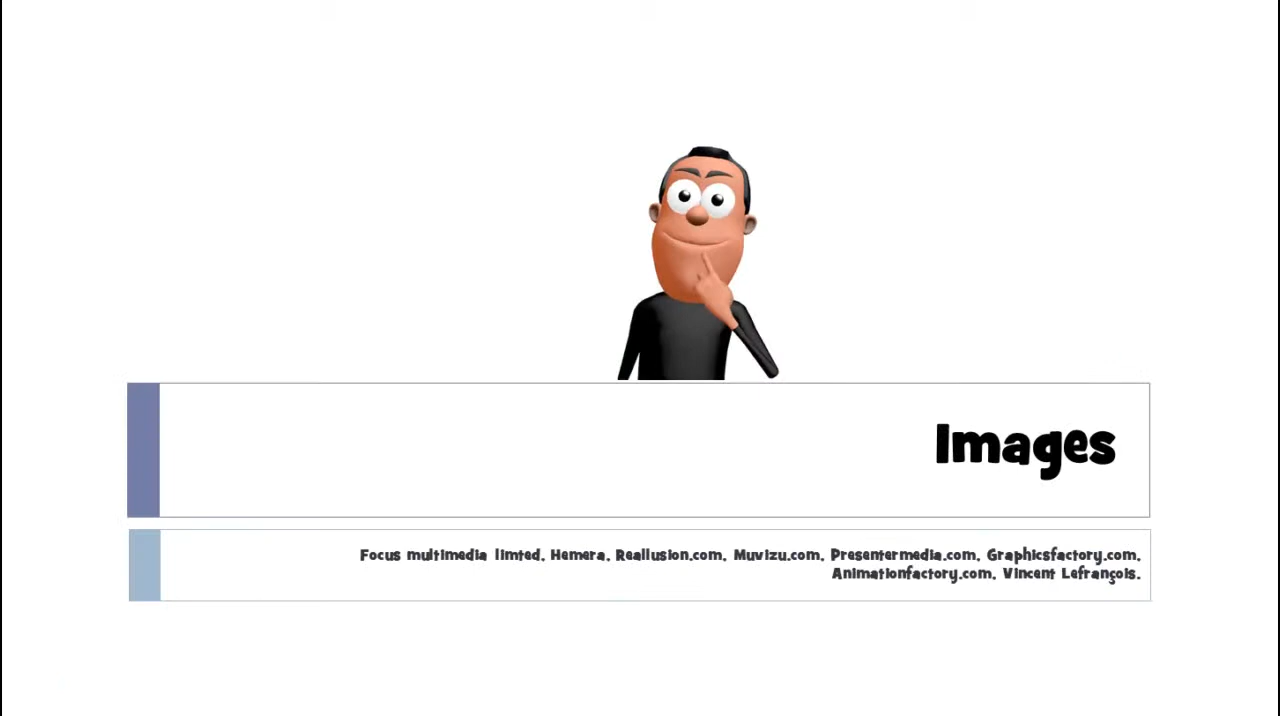 Images
Focus multimedia limted, Hemera, Reallusion.com, Muvizu.com, Presentermedia.com, Graphicsfactory.com,
Animationfactory.com, Vincent Lefrançois.